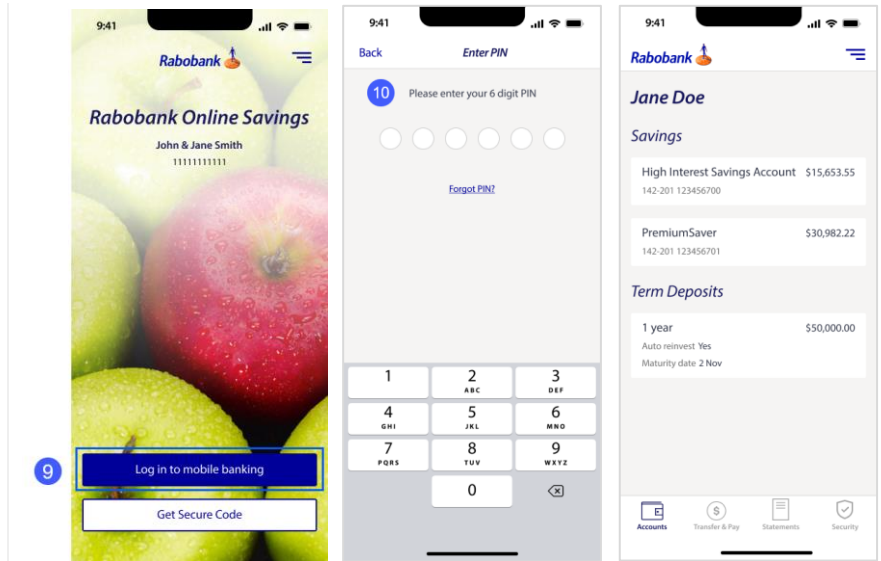 9:41
Rabobank
Rabobank Online Savings
John & Jane Smith
11111111111
9
Log in to mobile banking
Get Secure Code
9:41
Back
Enter PIN
10
Please enter your 6 digit PIN
Forgot PIN?
1
2
ABC
3
DEF
4
GHI
5
JKL
6
MNO
7
PQRS
8
TUV
9
WXYZ
0
9:41
Rabobank
Jane Doe
Savings
High Interest Savings Account $15,653.55
142-201 123456700
PremiumSaver $30,982.22
142-201 123456701
Term Deposits
1 year $50,000.00
Auto reinvest Yes
Maturity date 2 Nov
Accounts
Transfer & Pay
Statements
Security